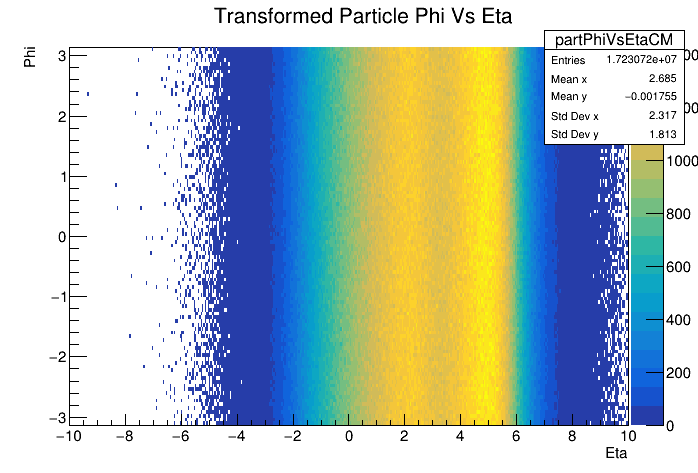 Transformed Particle Phi Vs Eta
partPhiVsEtaCM
Entries 1.723072e+07
Mean x 2.685
Mean y −0.001755
Std Dev x 2.317
Std Dev y 1.813
Phi
3
2
1
0
−1
−2
−3
−10 −8 −6 −4 −2 0 2 4 6 8 10
Eta
1000
800
600
400
200
0